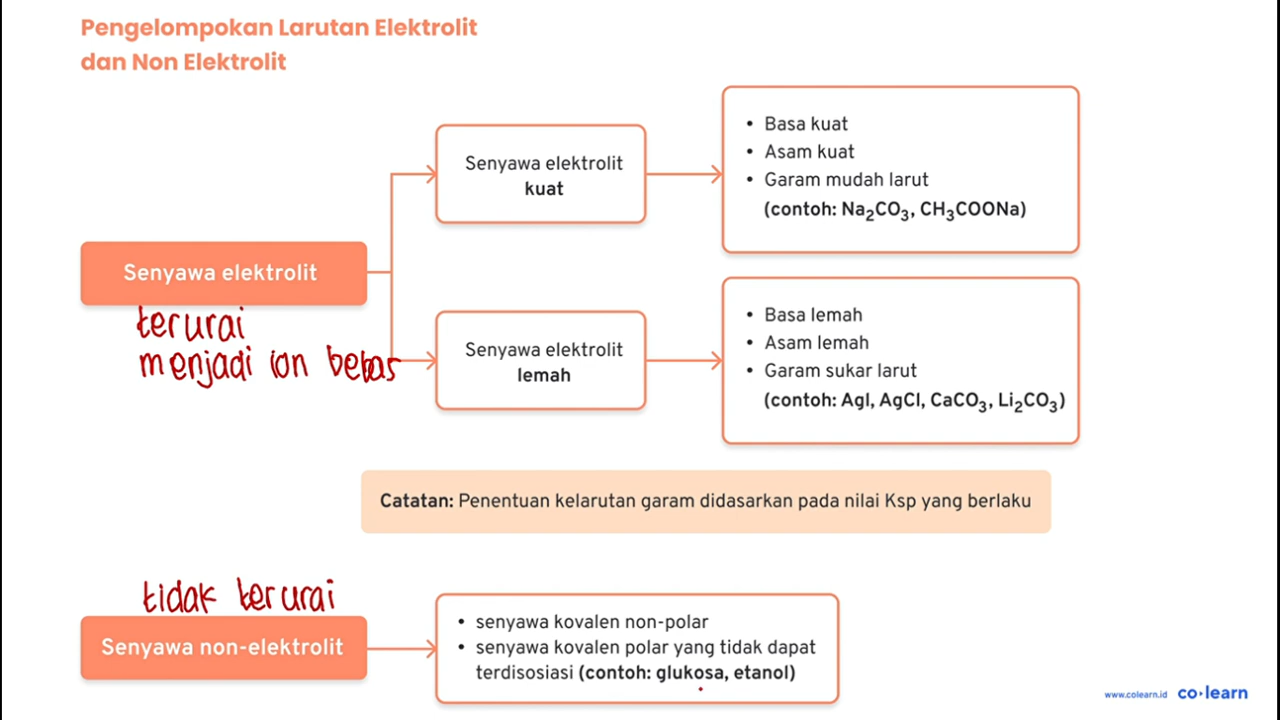 Pengelompokan Larutan Elektrolit
dan Non Elektrolit
Senyawa elektrolit
terurai
menjadi ion bebas
Senyawa elektrolit
kuat
• Basa kuat
• Asam kuat
• Garam mudah larut
(contoh: Na₂CO₃, CH₃COONa)
Senyawa elektrolit
lemah
• Basa lemah
• Asam lemah
• Garam sukar larut
(contoh: AgI, AgCl, CaCO₃, Li₂CO₃)
Catatan: Penentuan kelarutan garam didasarkan pada nilai Ksp yang berlaku
tidak terurai
Senyawa non-elektrolit
• senyawa kovalen non-polar
• senyawa kovalen polar yang tidak dapat
terdisosiasi (contoh: glukosa, etanol)
www.colearn.id co·learn